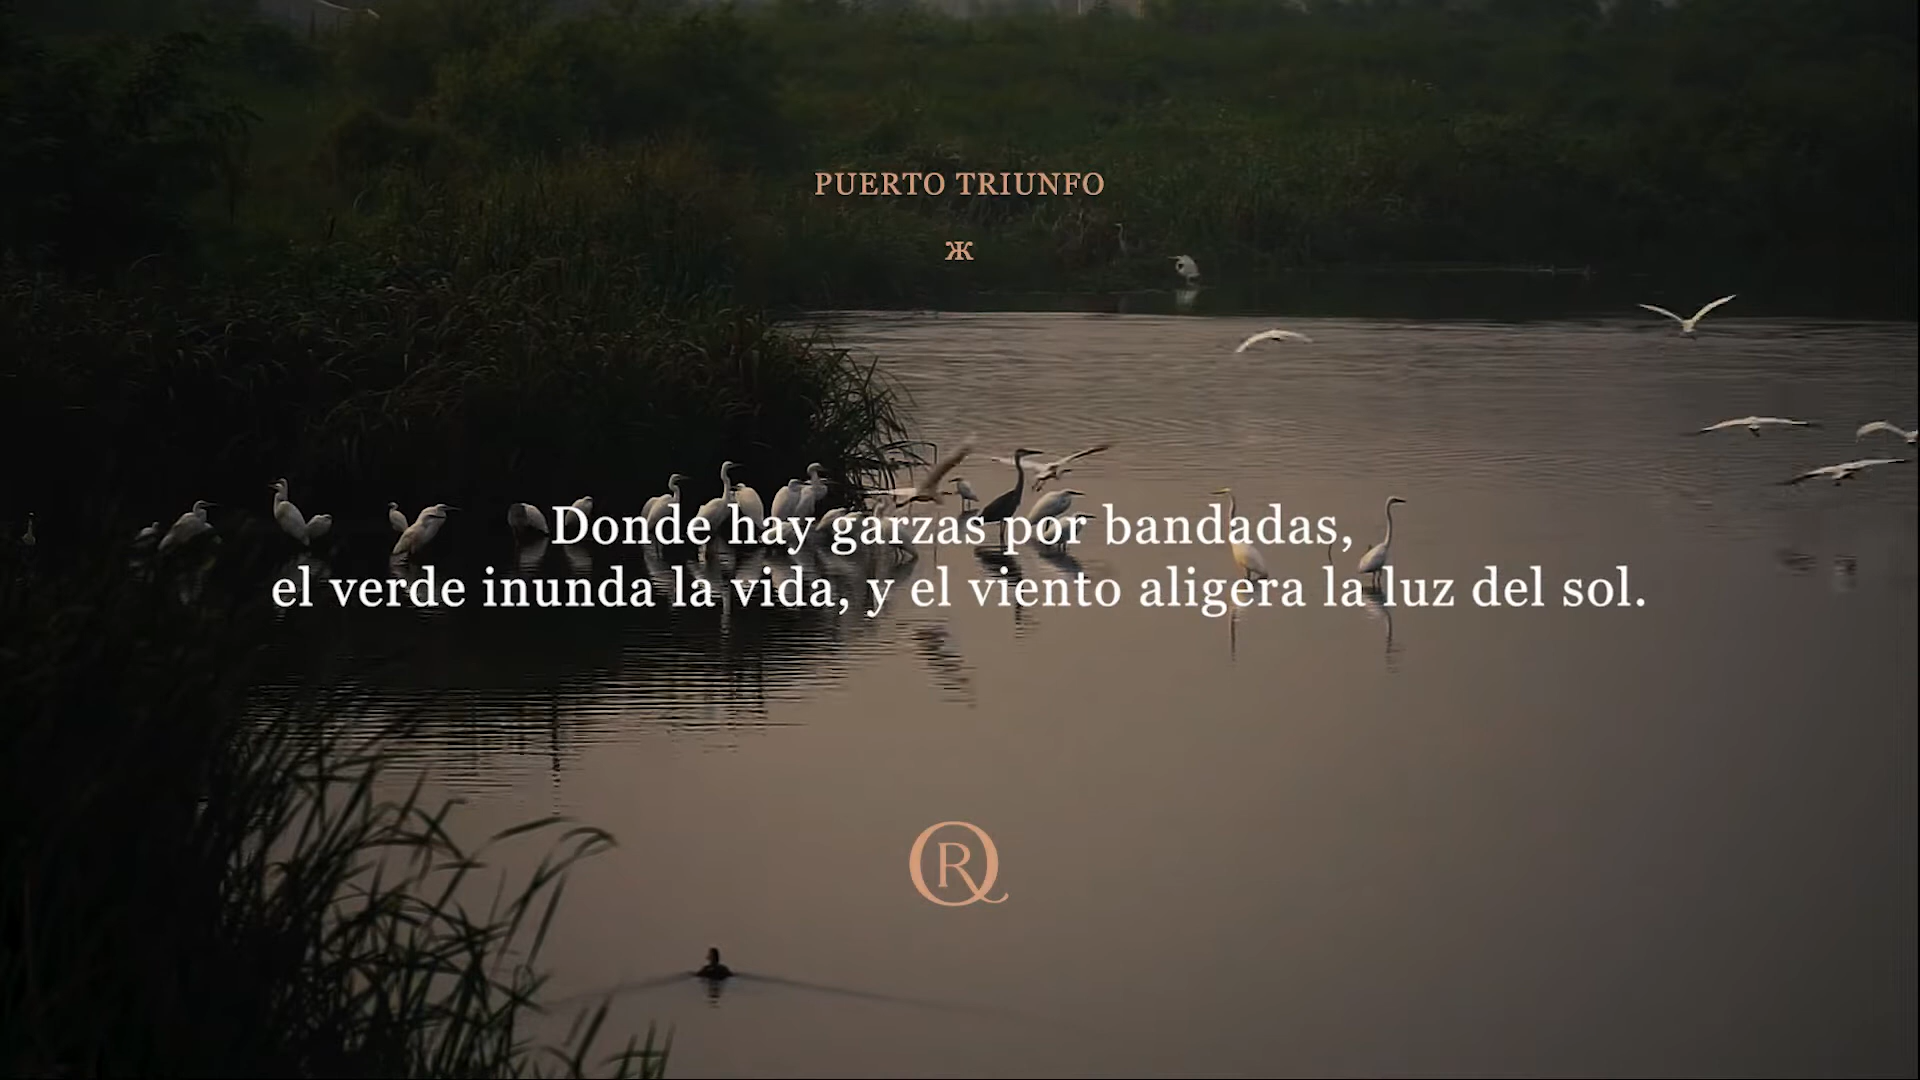 PUERTO TRIUNFO
Ж
Donde hay garzas por bandadas,
el verde inunda la vida, y el viento aligera la luz del sol.
QR